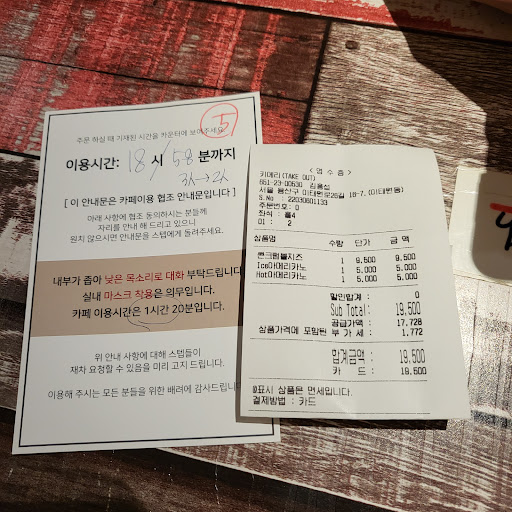 주문 하실 때 기재된 시간을 카운터에 보여주세요
5
이용시간: 18 시 58 분까지
3人→2人
[ 이 안내문은 카페이용 협조 안내문입니다 ]
아래 사항에 협조 동의하시는 분들께
자리를 안내 해 드리고 있으니
원치 않으시면 안내문을 스텝에게 돌려주세요.
내부가 좁아 낮은 목소리로 대화 부탁드립니다
실내 마스크 착용은 의무입니다.
카페 이용시간은 1시간 20분입니다.
위 안내 사항에 대해 스텝들이
재차 요청할 수 있음을 미리 고지 드립니다.
이용해 주시는 모든 분들을 위한 배려에 감사드립니다
< 영 수 증 >
(TAKE OUT)
651-23-00530
서울 용산구 이태원로26길 18-7, (이태원동)
S.No : 22030601133
주문번호: 0
좌석 : 홀4
: 2
상품명 수량 단가 금 액
콘크럼블치즈 1 9,500 9,500
Ice아메리카노 1 5,000 5,000
Hot아메리카노 1 5,000 5,000
할인합계 : 0
Sub Total: 19,500
공급가액 : 17,728
상품가격에 포함된 부 가 세 : 1,772
합계금액 : 19,500
카 드 : 19,500
표시 상품은 면세입니다.
결제방법 : 카드